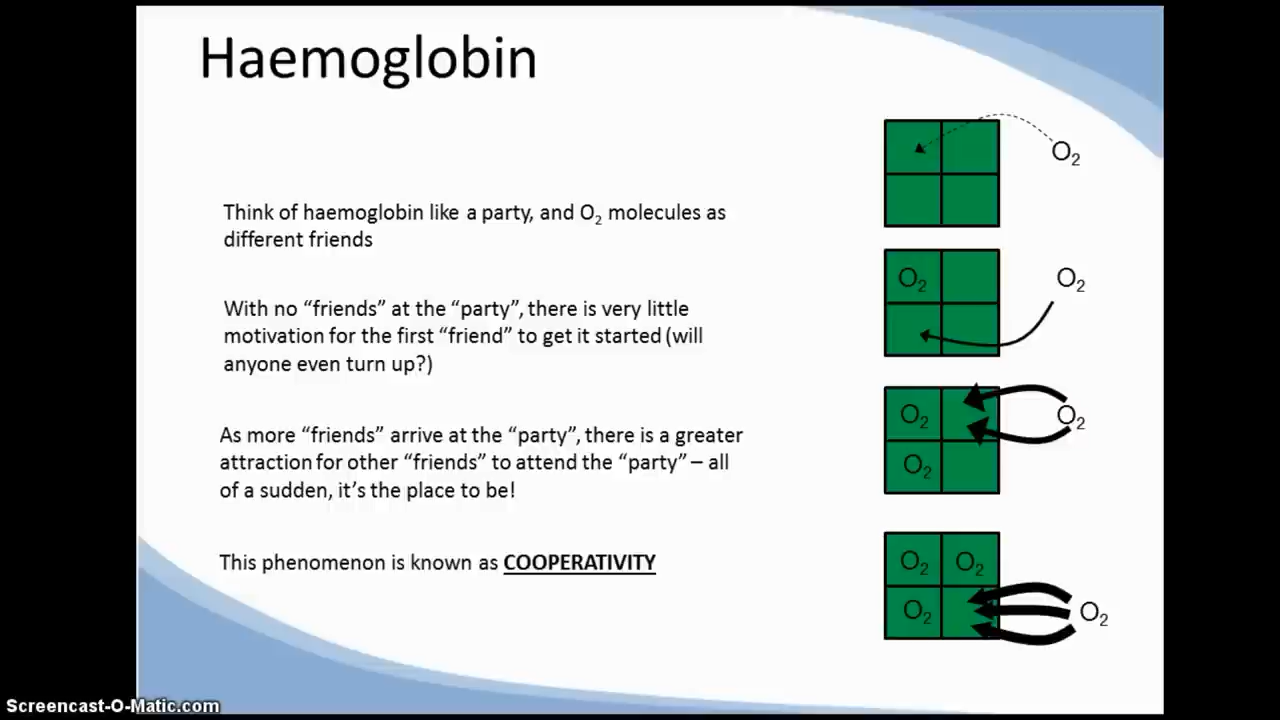 Haemoglobin
Think of haemoglobin like a party, and O₂ molecules as
different friends
With no “friends” at the “party”, there is very little
motivation for the first “friend” to get it started (will
anyone even turn up?)
As more “friends” arrive at the “party”, there is a greater
attraction for other “friends” to attend the “party” – all
of a sudden, it’s the place to be!
This phenomenon is known as COOPERATIVITY
O₂
O₂ O₂
O₂ O₂
O₂
O₂ O₂
O₂ O₂
Screencast-O-Matic.com